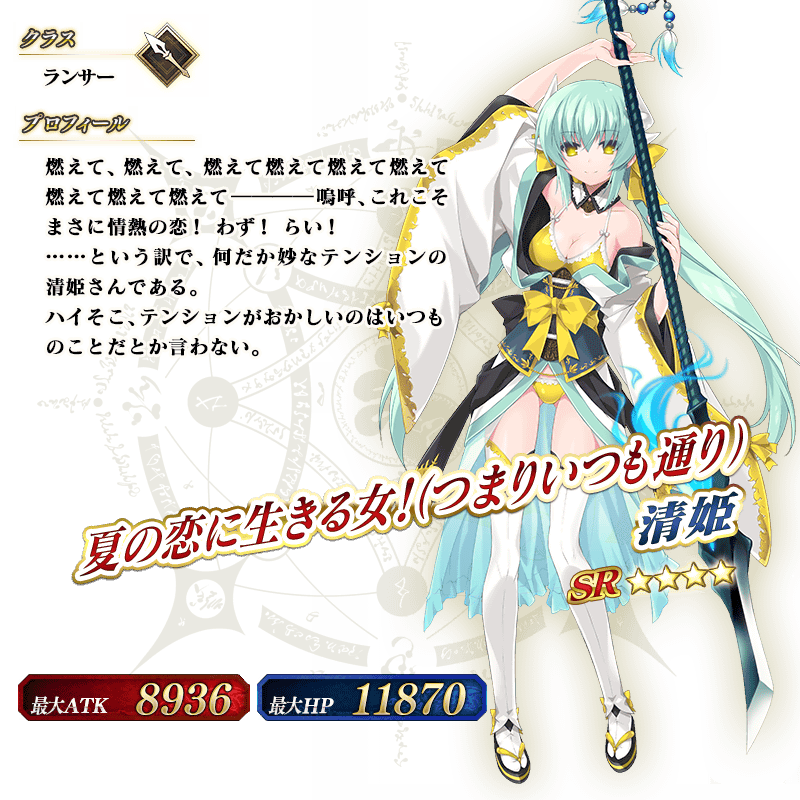 クラス
ランサー
プロフィール
燃えて、燃えて、燃えて燃えて燃えて燃えて
燃えて燃えて燃えて――――嗚呼、これこそ
まさに情熱の恋！ わず！ らい！
……という訳で、何だか妙なテンションの
清姫さんである。
ハイそこ、テンションがおかしいのはいつも
のことだとか言わない。
夏の恋に生きる女！(つまりいつも通り)
清姫
SR ★★★★
最大ATK 8936
最大HP 11870